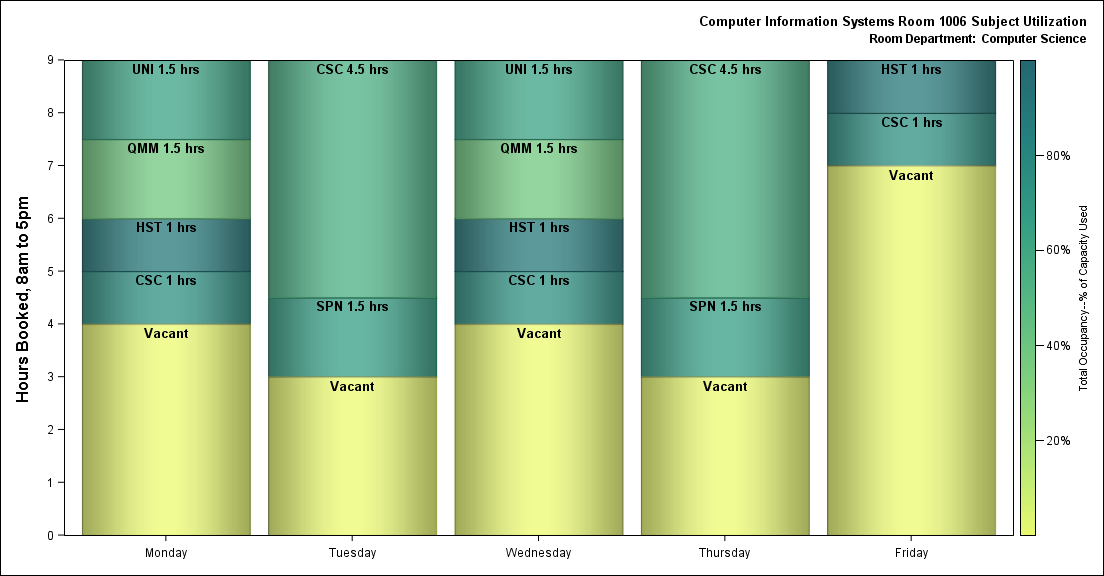 Computer Information Systems Room 1006 Subject Utilization
Room Department: Computer Science
Hours Booked, 8am to 5pm
9
8
7
6
5
4
3
2
1
0
UNI 1.5 hrs
QMM 1.5 hrs
HST 1 hrs
CSC 1 hrs
Vacant
CSC 4.5 hrs
SPN 1.5 hrs
Vacant
UNI 1.5 hrs
QMM 1.5 hrs
HST 1 hrs
CSC 1 hrs
Vacant
CSC 4.5 hrs
SPN 1.5 hrs
Vacant
HST 1 hrs
CSC 1 hrs
Vacant
Monday
Tuesday
Wednesday
Thursday
Friday
80%
60%
40%
20%
Total Occupancy--% of Capacity Used